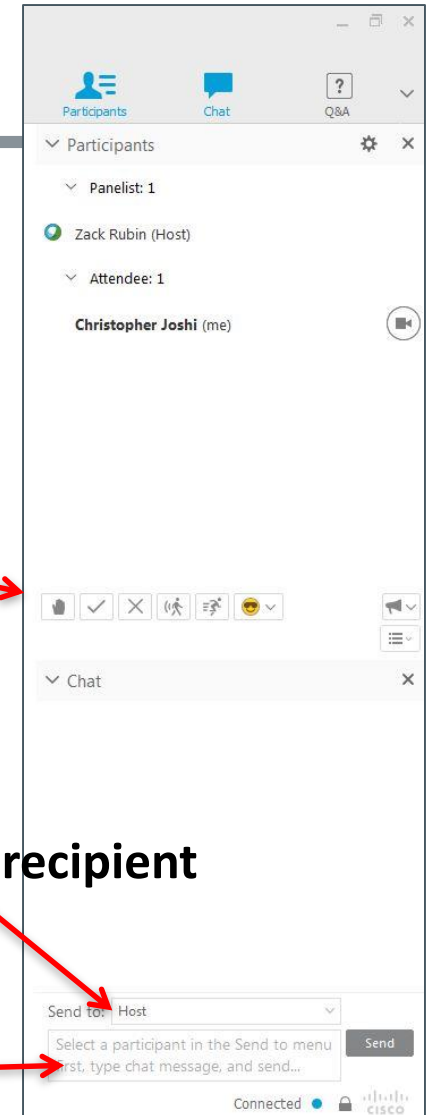 Participants Chat ? Q&A
Participants
Panelist: 1
Zack Rubin (Host)
Attendee: 1
Christopher Joshi (me)
Chat
recipient
Send to: Host
Select a participant in the Send to menu
first, type chat message, and send...
Send
Connected
cisco